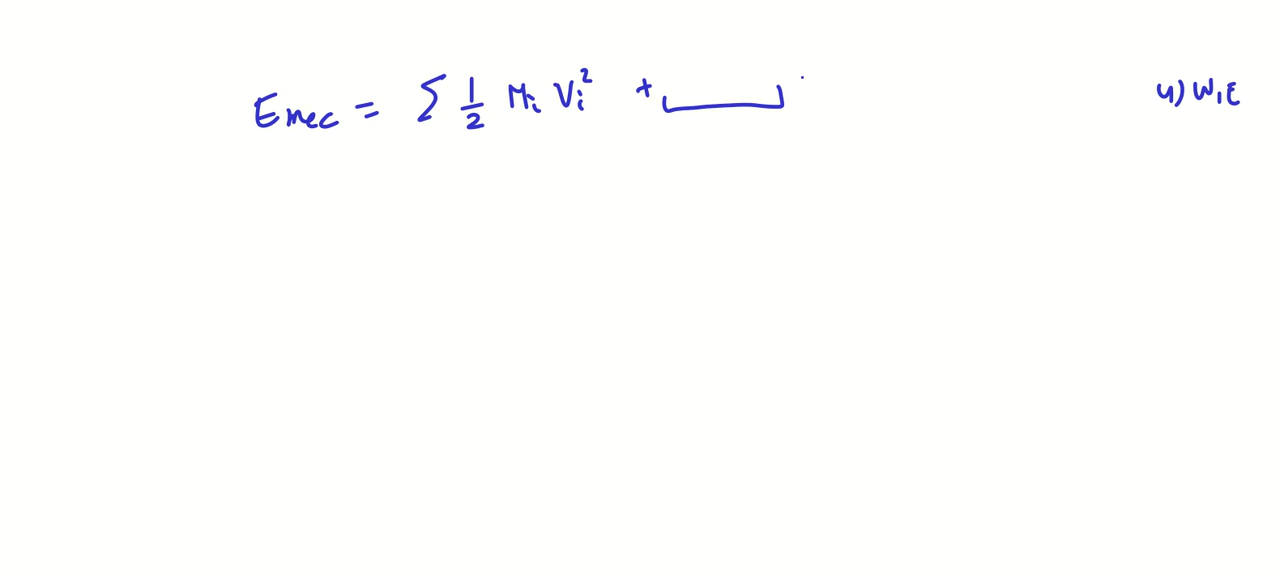 Emec = ∑ 1/2 Mi Vi² +
4) W,E